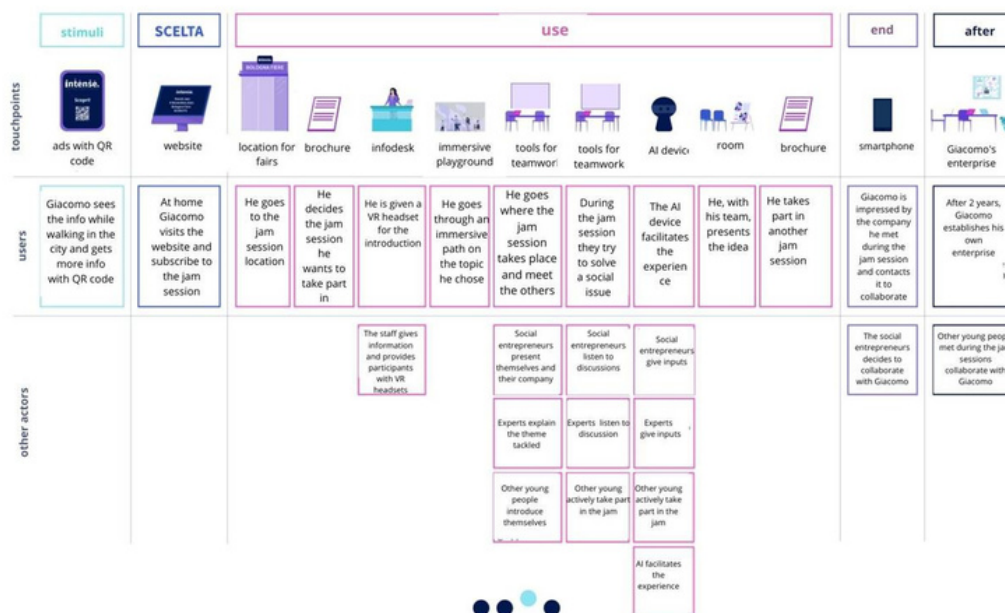 stimuli
SCELTA
use
end
after
touchpoints
intense.
Scopri
intense
BOLOGNA FIERE
ads with QR
code
website
location for
fairs
brochure
infodesk
immersive
playground
tools for
teamwork
tools for
teamwork
AI device
room
brochure
smartphone
Giacomo's
enterprise
users
Giacomo sees
the info while
walking in the
city and gets
more info
with QR code
At home
Giacomo
visits the
website and
subscribe to
the jam
session
He goes
to the
jam
session
location
He
decides
the jam
session
he
wants to
take part
in
He is given a
VR headset
for the
introduction
He goes
through an
immersive
path on
the topic
he chose
He goes
where the
jam
session
takes place
and meet
the others
During
the jam
session
they try
to solve
a social
issue
The AI
device
facilitates
the
experien
ce
He, with
his team,
presents
the idea
He takes
part in
another
jam
session
Giacomo is
impressed by
the company
he met
during the
jam session
and contacts
it to
collaborate
After 2 years,
Giacomo
establishes his
own
enterprise
other actors
The staff gives
information
and provides
participants
with VR
headsets
Social
entrepreneurs
present
themselves and
their company
Social
entrepreneurs
listen to
discussions
Social
entrepreneurs
give inputs
The social
entrepreneurs
decides to
collaborate
with Giacomo
Other young people
met during the jam
sessions
collaborate with
Giacomo
Experts explain
the theme
tackled
Experts listen to
discussion
Experts
give inputs
Other young
people
introduce
themselves
Other young
actively take part
in the jam
Other young
actively take
part in the
jam
AI facilitates
the
experience